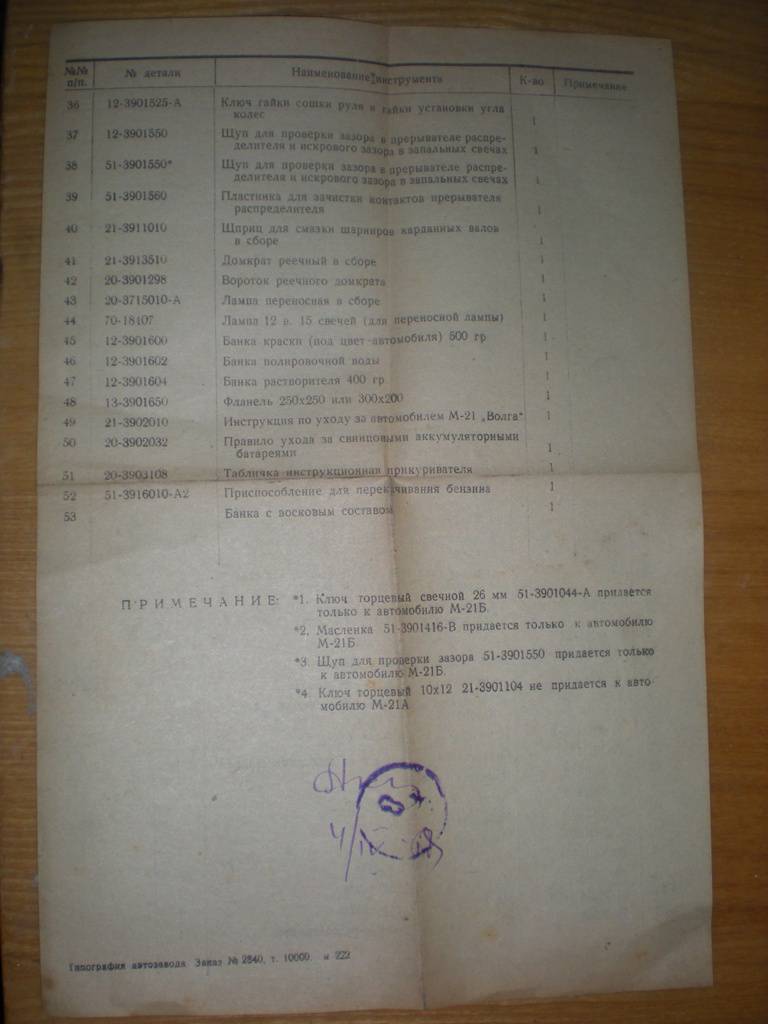 №№ п/п. № детали Наименование инструмента К-во Примечание
36 12-3901525-А Ключ гайки сошки руля и гайки установки угла
колес 1
37 12-3901550 Щуп для проверки зазора в прерывателе распре-
делителя и искрового зазора в запальных свечах 1
38 51-3901550* Щуп для проверки зазора в прерывателе распре-
делителя и искрового зазора в запальных свечах 1
39 51-3901560 Пластинка для зачистки контактов прерывателя
распределителя 1
40 21-3911010 Шприц для смазки шарниров карданных валов
в сборе 1
41 21-3913510 Домкрат реечный в сборе 1
42 20-3901298 Вороток реечного домкрата 1
43 20-3715010-А Лампа переносная в сборе 1
44 70-18407 Лампа 12 в. 15 свечей (для переносной лампы) 1
45 12-3901600 Банка краски (под цвет автомобиля) 500 гр 1
46 12-3901602 Банка полировочной воды 1
47 12-3901604 Банка растворителя 400 гр 1
48 13-3901650 Фланель 250х250 или 300х200 1
49 21-3902010 Инструкция по уходу за автомобилем М-21 „Волга“ 1
50 20-3902032 Правило ухода за свинцовыми аккумуляторными
батареями 1
51 20-3903108 Табличка инструкционная прикуривателя 1
52 51-3916010-А2 Приспособление для перекачивания бензина 1
53 Банка с восковым составом 1
ПРИМЕЧАНИЕ: *1. Ключ торцевый свечной 26 мм 51-3901044-А придается
только к автомобилю М-21Б.
*2. Масленка 51-3901416-В придается только к автомобилю
М-21Б.
*3. Щуп для проверки зазора 51-3901550 придается только
к автомобилю М-21Б.
*4. Ключ торцевый 10х12 21-3901104 не придается к авто-
мобилю М-21А
Типография автозавода Заказ № 2840, т. 10000. и 222